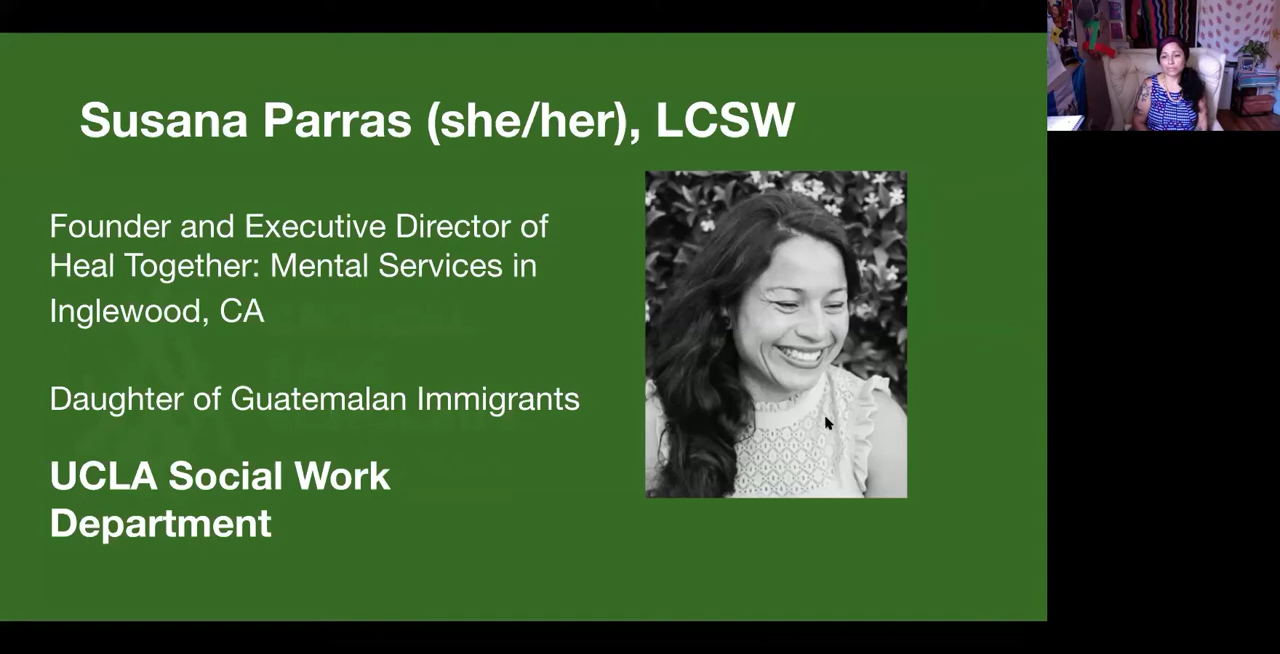 Susana Parras (she/her), LCSW
Founder and Executive Director of
Heal Together: Mental Services in
Inglewood, CA
Daughter of Guatemalan Immigrants
UCLA Social Work
Department